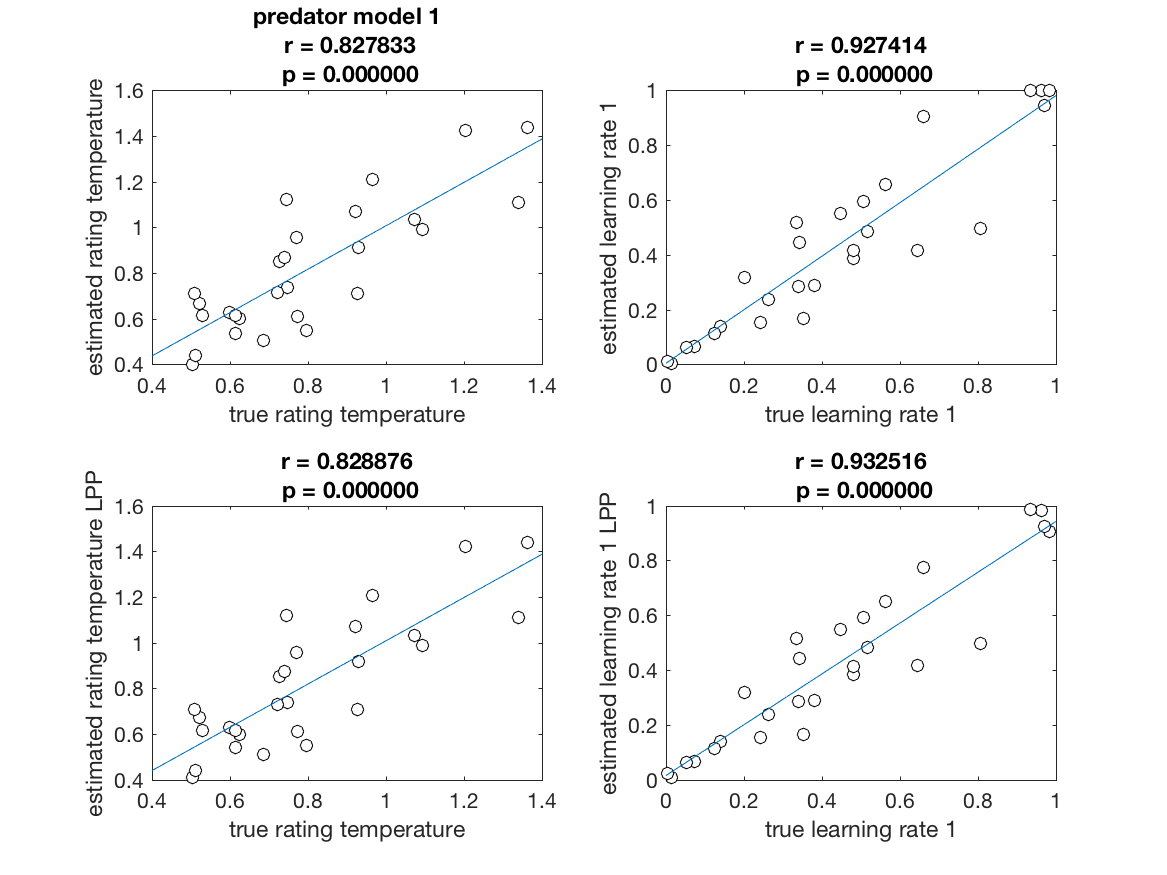 predator model 1
r = 0.827833
p = 0.000000
estimated rating temperature
1.6
1.4
1.2
1
0.8
0.6
0.4
0.4 0.6 0.8 1 1.2 1.4
true rating temperature
r = 0.927414
p = 0.000000
estimated learning rate 1
1
0.8
0.6
0.4
0.2
0
0 0.2 0.4 0.6 0.8 1
true learning rate 1
r = 0.828876
p = 0.000000
estimated rating temperature LPP
1.6
1.4
1.2
1
0.8
0.6
0.4
0.4 0.6 0.8 1 1.2 1.4
true rating temperature
r = 0.932516
p = 0.000000
estimated learning rate 1 LPP
1
0.8
0.6
0.4
0.2
0
0 0.2 0.4 0.6 0.8 1
true learning rate 1